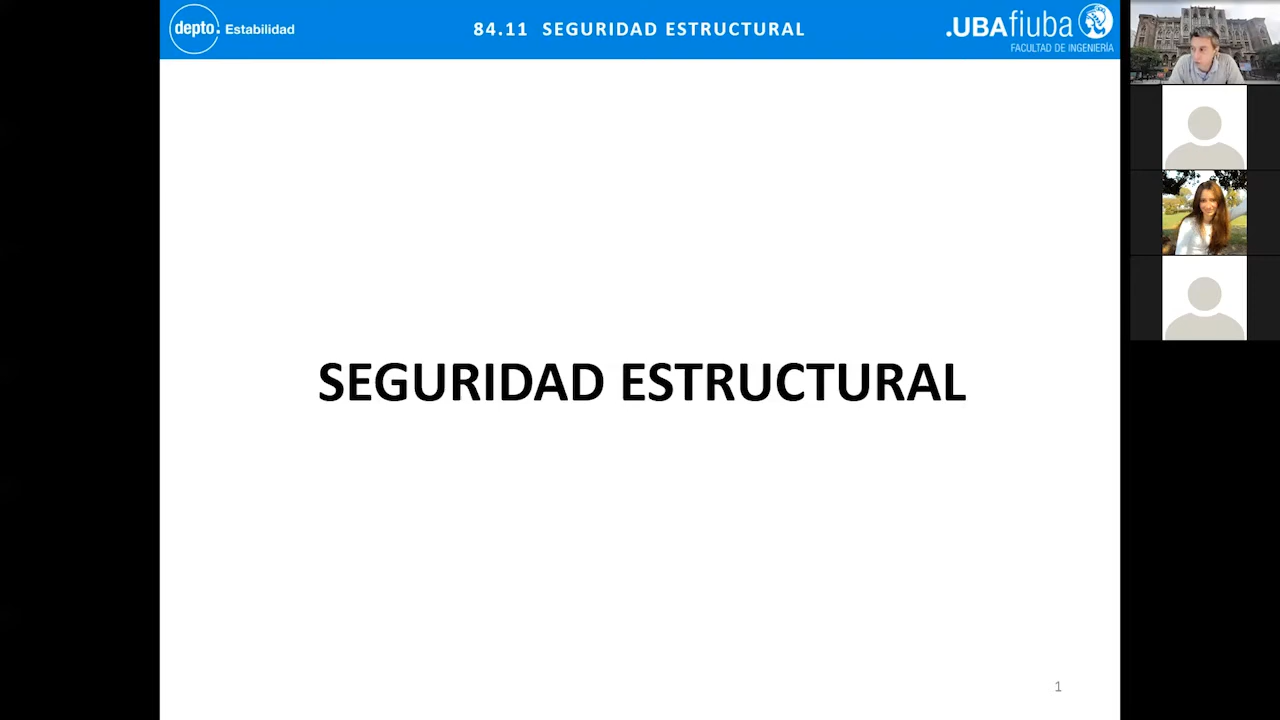 depto. Estabilidad
84.11 SEGURIDAD ESTRUCTURAL
.UBAfiuba
FACULTAD DE INGENIERÍA
SEGURIDAD ESTRUCTURAL
1